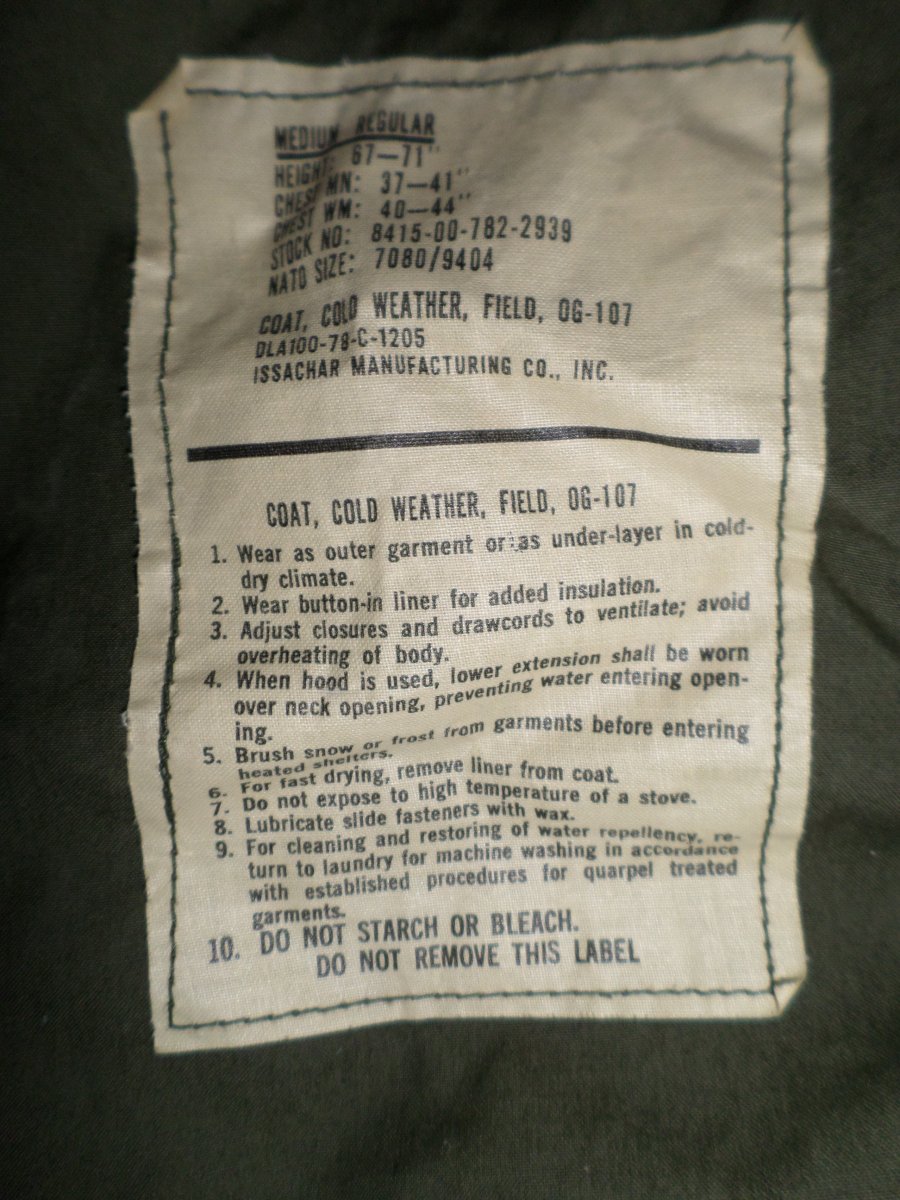 MEDIUM REGULAR
HEIGHT: 67—71"
CHEST MN: 37—41"
CHEST WM: 40—44"
STOCK NO: 8415-00-782-2939
NATO SIZE: 7080/9404
COAT, COLD WEATHER, FIELD, OG-107
DLA100-78-C-1205
ISSACHAR MANUFACTURING CO., INC.
COAT, COLD WEATHER, FIELD, OG-107
1. Wear as outer garment or as under-layer in cold-
dry climate.
2. Wear button-in liner for added insulation.
3. Adjust closures and drawcords to ventilate; avoid
overheating of body.
4. When hood is used, lower extension shall be worn
over neck opening, preventing water entering open-
ing.
5. Brush snow or frost from garments before entering
heated shelters.
6. For fast drying, remove liner from coat.
7. Do not expose to high temperature of a stove.
8. Lubricate slide fasteners with wax.
9. For cleaning and restoring of water repellency, re-
turn to laundry for machine washing in accordance
with established procedures for quarpel treated
garments.
10. DO NOT STARCH OR BLEACH.
DO NOT REMOVE THIS LABEL